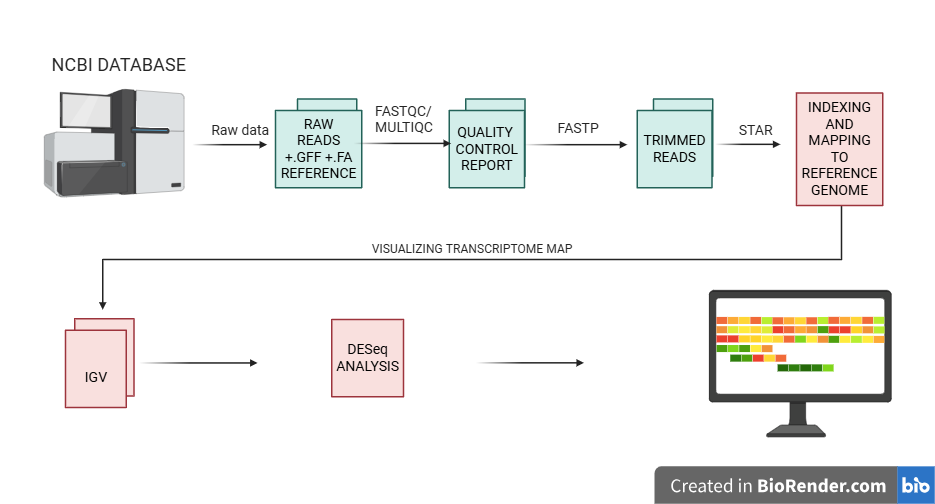 NCBI DATABASE
Raw data
RAW
READS
+.GFF +.FA
REFERENCE
FASTQC/
MULTIQC
QUALITY
CONTROL
REPORT
FASTP
TRIMMED
READS
STAR
INDEXING
AND
MAPPING
TO
REFERENCE
GENOME
VISUALIZING TRANSCRIPTOME MAP
IGV
DESeq
ANALYSIS
Created in BioRender.com bio